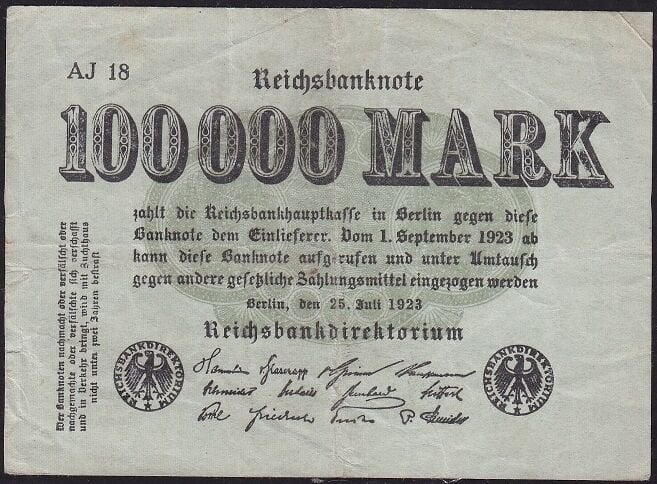 AJ 18
Reichsbanknote
100000 MARK
zahlt die Reichsbankhauptkasse in Berlin gegen diese
Banknote dem Einlieferer. Vom 1. September 1923 ab
kann diese Banknote aufgerufen und unter Umtausch
gegen andere gesetzliche Zahlungsmittel eingezogen werden
Berlin, den 25. Juli 1923
Reichsbankdirektorium
Wer Banknoten nachmacht oder verfälscht oder
nachgemachte oder verfälschte sich verschafft
und in Verkehr bringt, wird mit Zuchthaus
nicht unter zwei Jahren bestraft
REICHSBANKDIREKTORIUM
REICHSBANKDIREKTORIUM